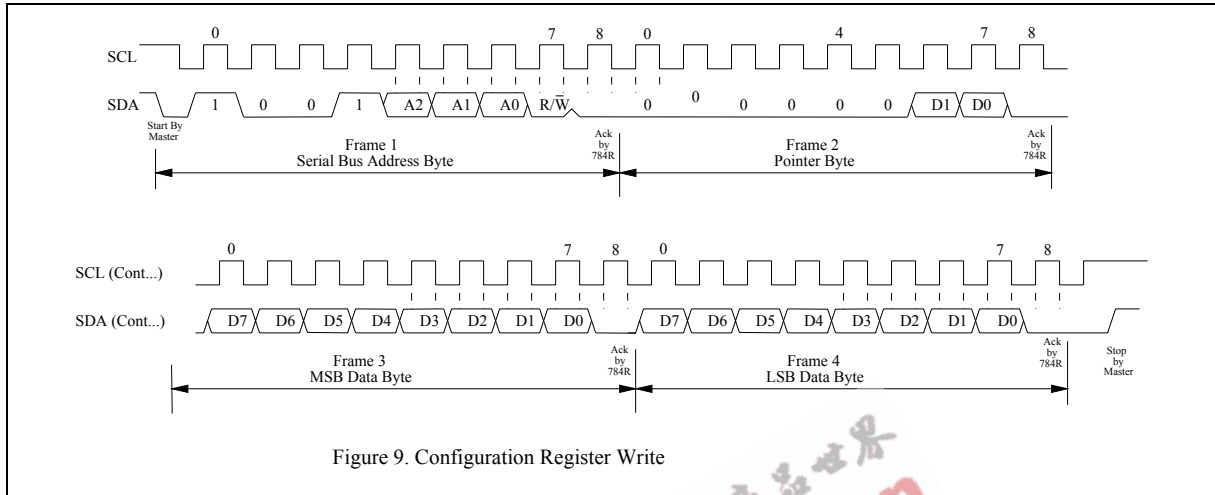 0 7 8 0 4 7 8
SCL
SDA 1 0 0 1 A2 A1 A0 R/W̅ 0 0 0 0 0 0 D1 D0
Start By
Master
Ack
by
784R
Ack
by
784R
Frame 1
Serial Bus Address Byte
Frame 2
Pointer Byte
0 7 8 0 7 8
SCL (Cont...)
SDA (Cont...) D7 D6 D5 D4 D3 D2 D1 D0 D7 D6 D5 D4 D3 D2 D1 D0
Frame 3
MSB Data Byte
Ack
by
784R
Frame 4
LSB Data Byte
Ack
by
784R
Stop
by
Master
Figure 9. Configuration Register Write